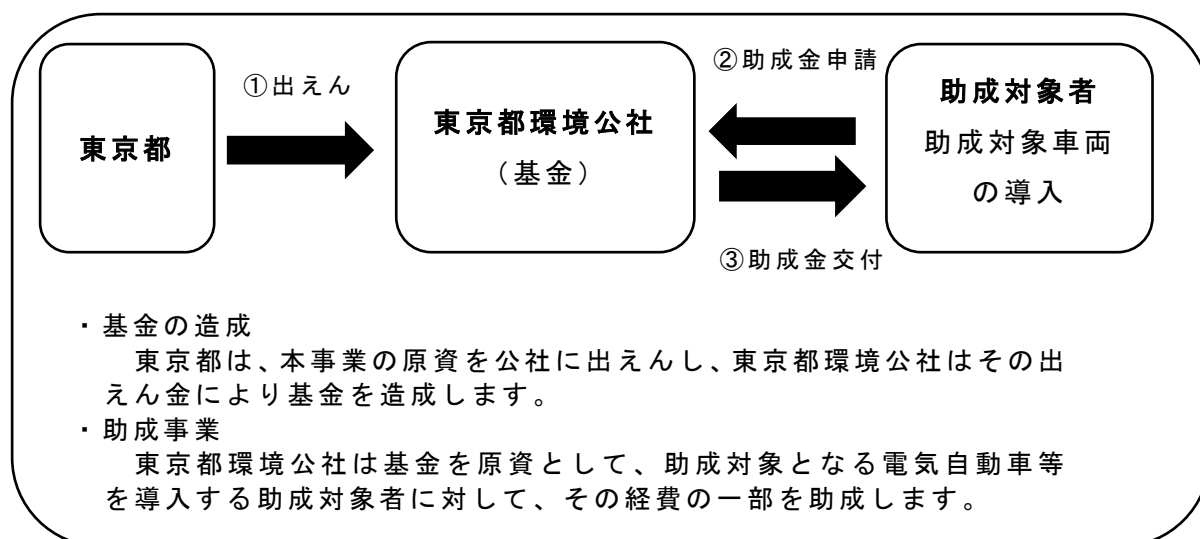 東京都
①出えん
東京都環境公社
（基金）
②助成金申請
③助成金交付
助成対象者
助成対象車両
の導入
・基金の造成
東京都は、本事業の原資を公社に出えんし、東京都環境公社はその出
えん金により基金を造成します。
・助成事業
東京都環境公社は基金を原資として、助成対象となる電気自動車等
を導入する助成対象者に対して、その経費の一部を助成します。